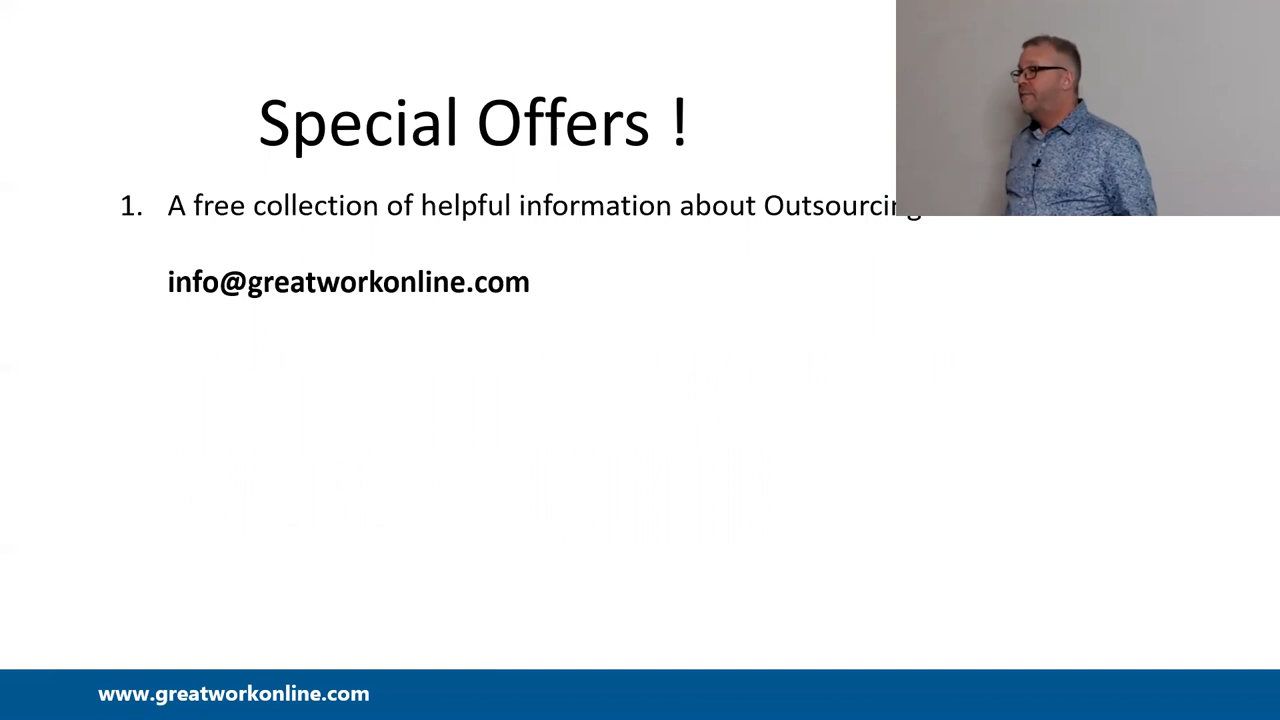 Special Offers !
1. A free collection of helpful information about Outsourcing
info@greatworkonline.com
www.greatworkonline.com